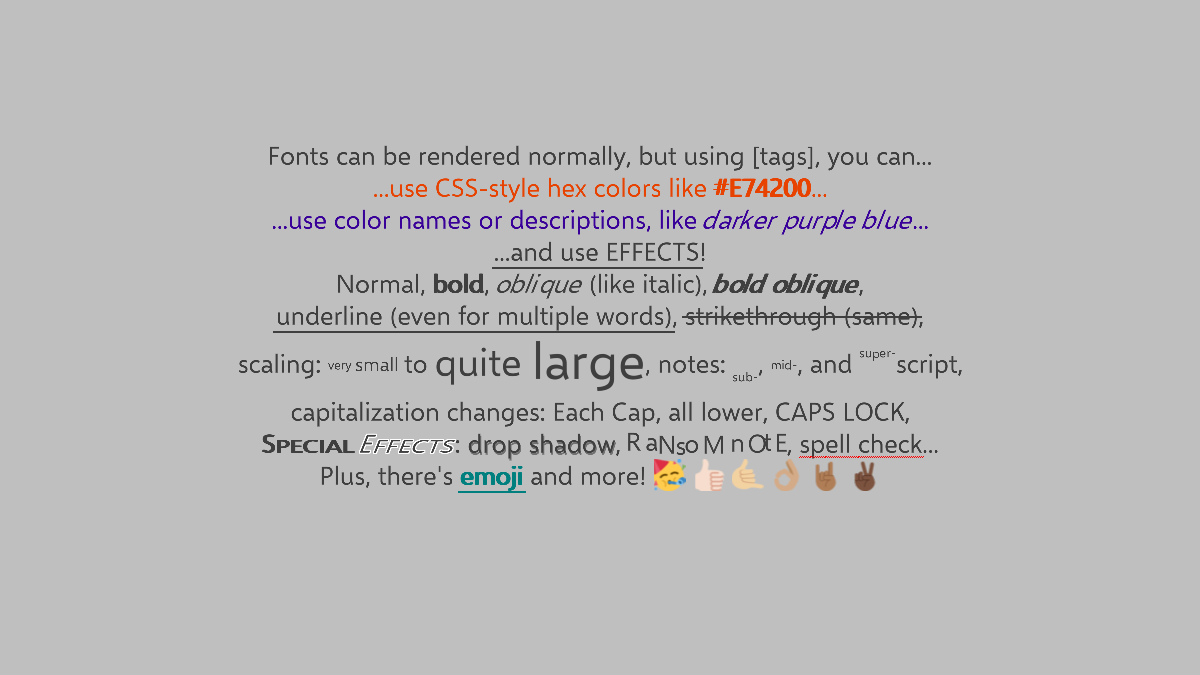 Fonts can be rendered normally, but using [tags], you can...
...use CSS-style hex colors like #E74200...
...use color names or descriptions, like darker purple blue...
...and use EFFECTS!
Normal, bold, oblique (like italic), bold oblique,
underline (even for multiple words), strikethrough (same),
scaling: very small to quite large, notes: sub-, mid-, and super-script,
capitalization changes: Each Cap, all lower, CAPS LOCK,
Special Effects: drop shadow, RaNsoM nOtE, spell check...
Plus, there's emoji and more! 🥳👍🏻🤙🏼👌🏽🤘🏾✌🏿